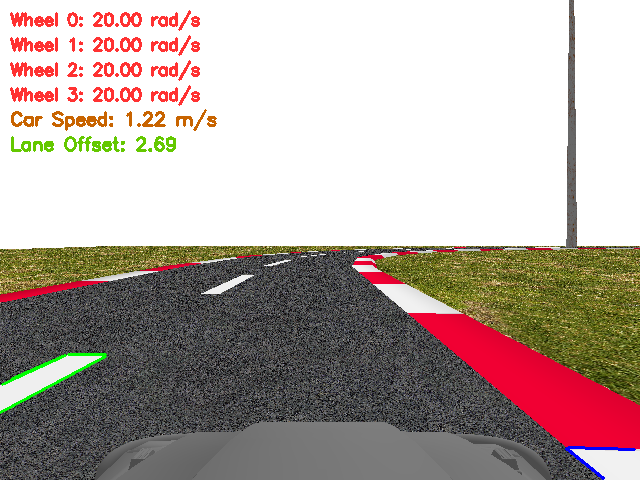 Wheel 0: 20.00 rad/s
Wheel 1: 20.00 rad/s
Wheel 2: 20.00 rad/s
Wheel 3: 20.00 rad/s
Car Speed: 1.22 m/s
Lane Offset: 2.69